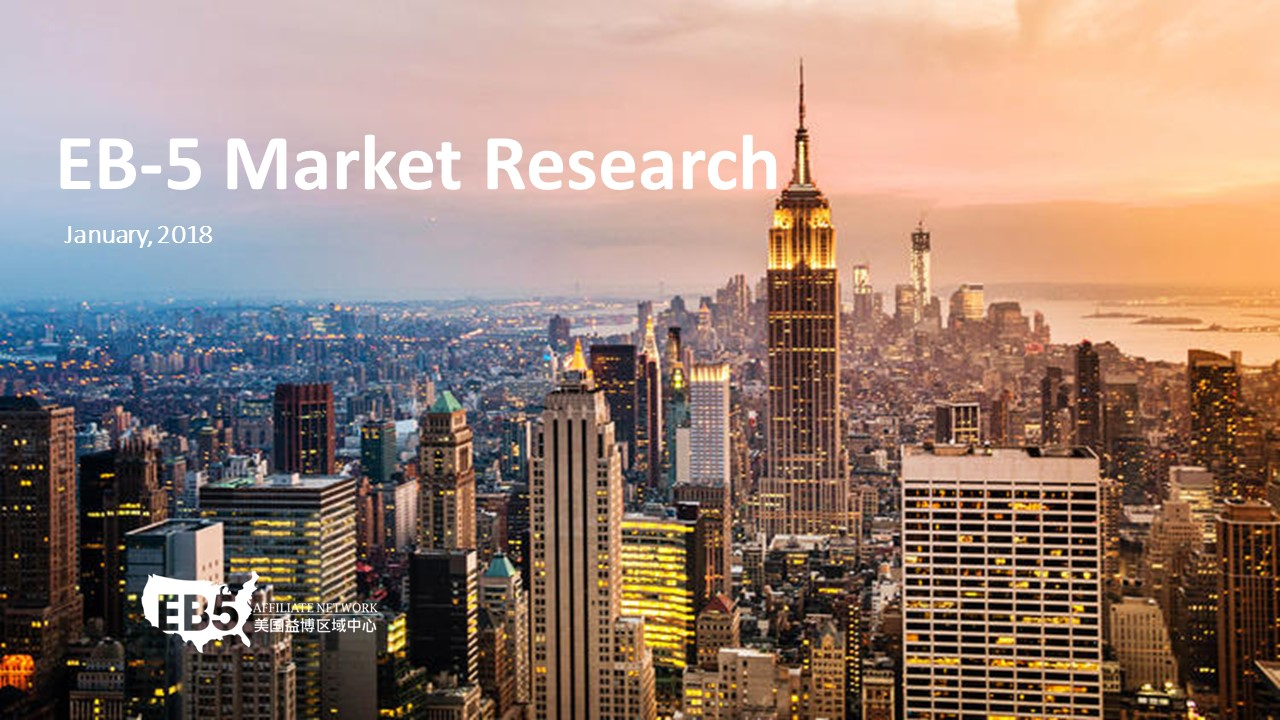 EB-5 Market Research
January, 2018
EB5
AFFILIATE NETWORK
美国益博区域中心